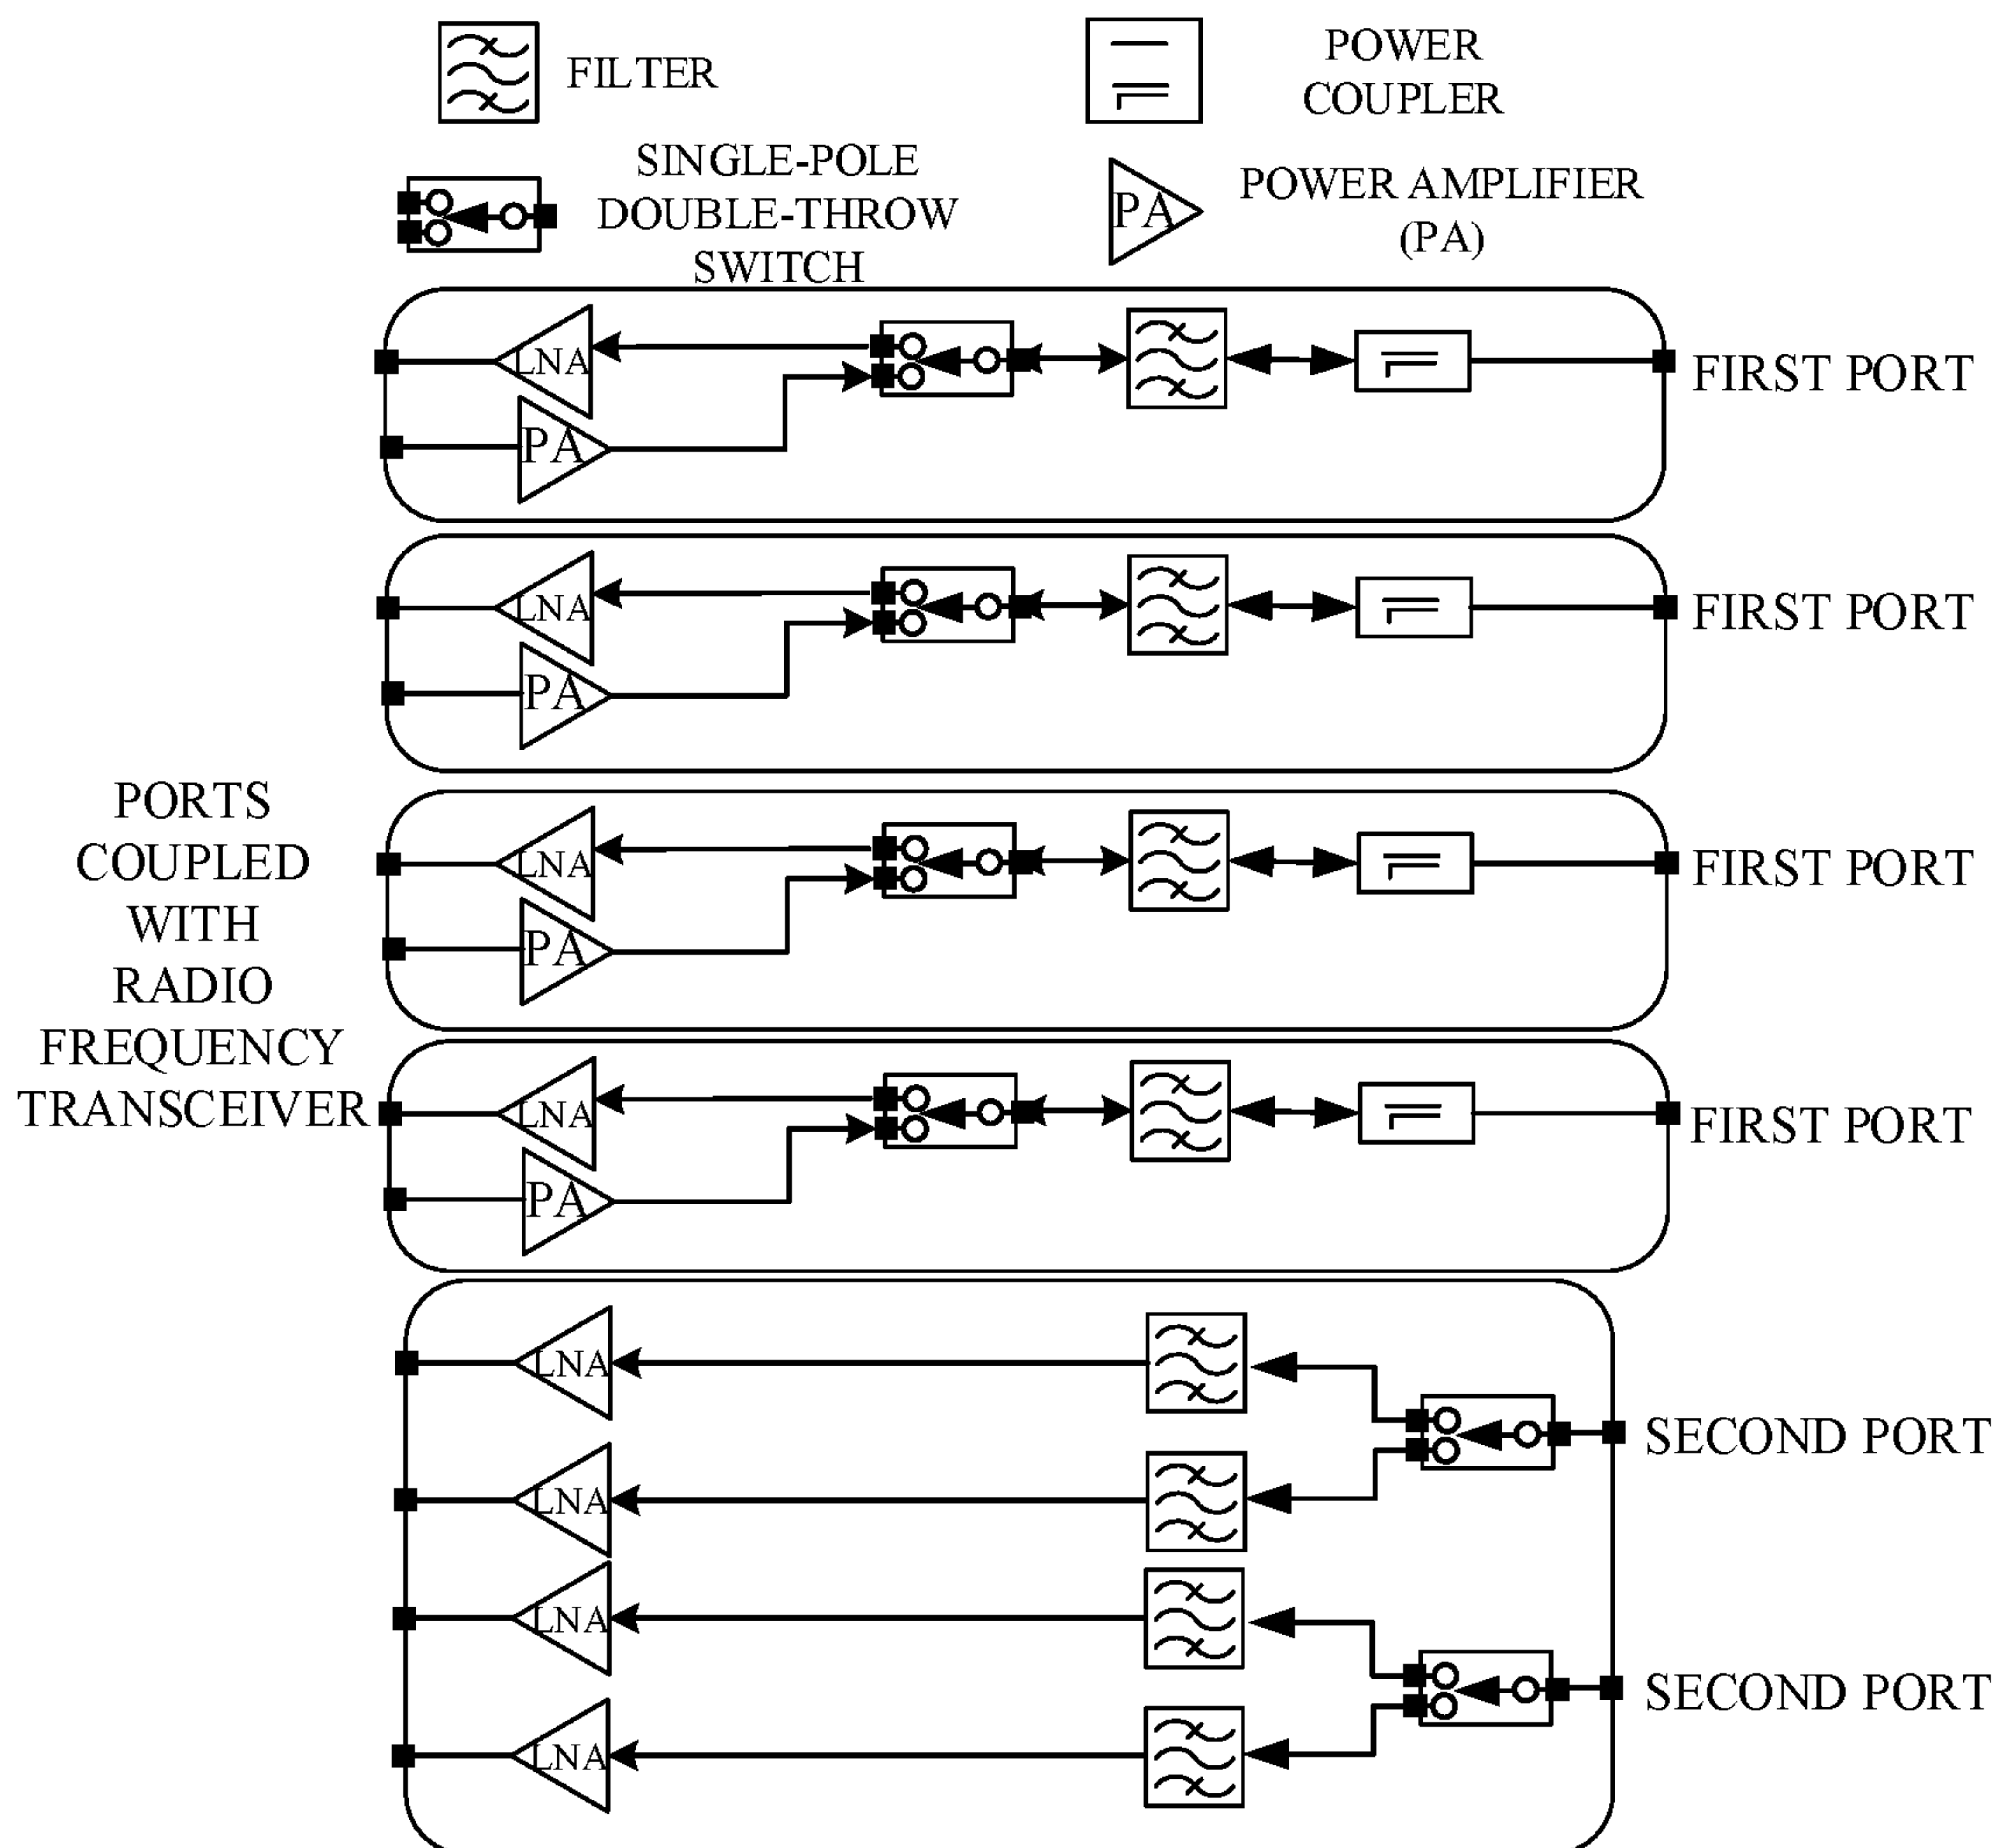 FILTER
POWER
COUPLER
SINGLE-POLE
DOUBLE-THROW
SWITCH
PA
POWER AMPLIFIER
(PA)
LNA
PA
FIRST PORT
LNA
PA
FIRST PORT
PORTS
COUPLED
WITH
RADIO
FREQUENCY
TRANSCEIVER
LNA
PA
FIRST PORT
LNA
PA
FIRST PORT
LNA
LNA
SECOND PORT
LNA
LNA
SECOND PORT